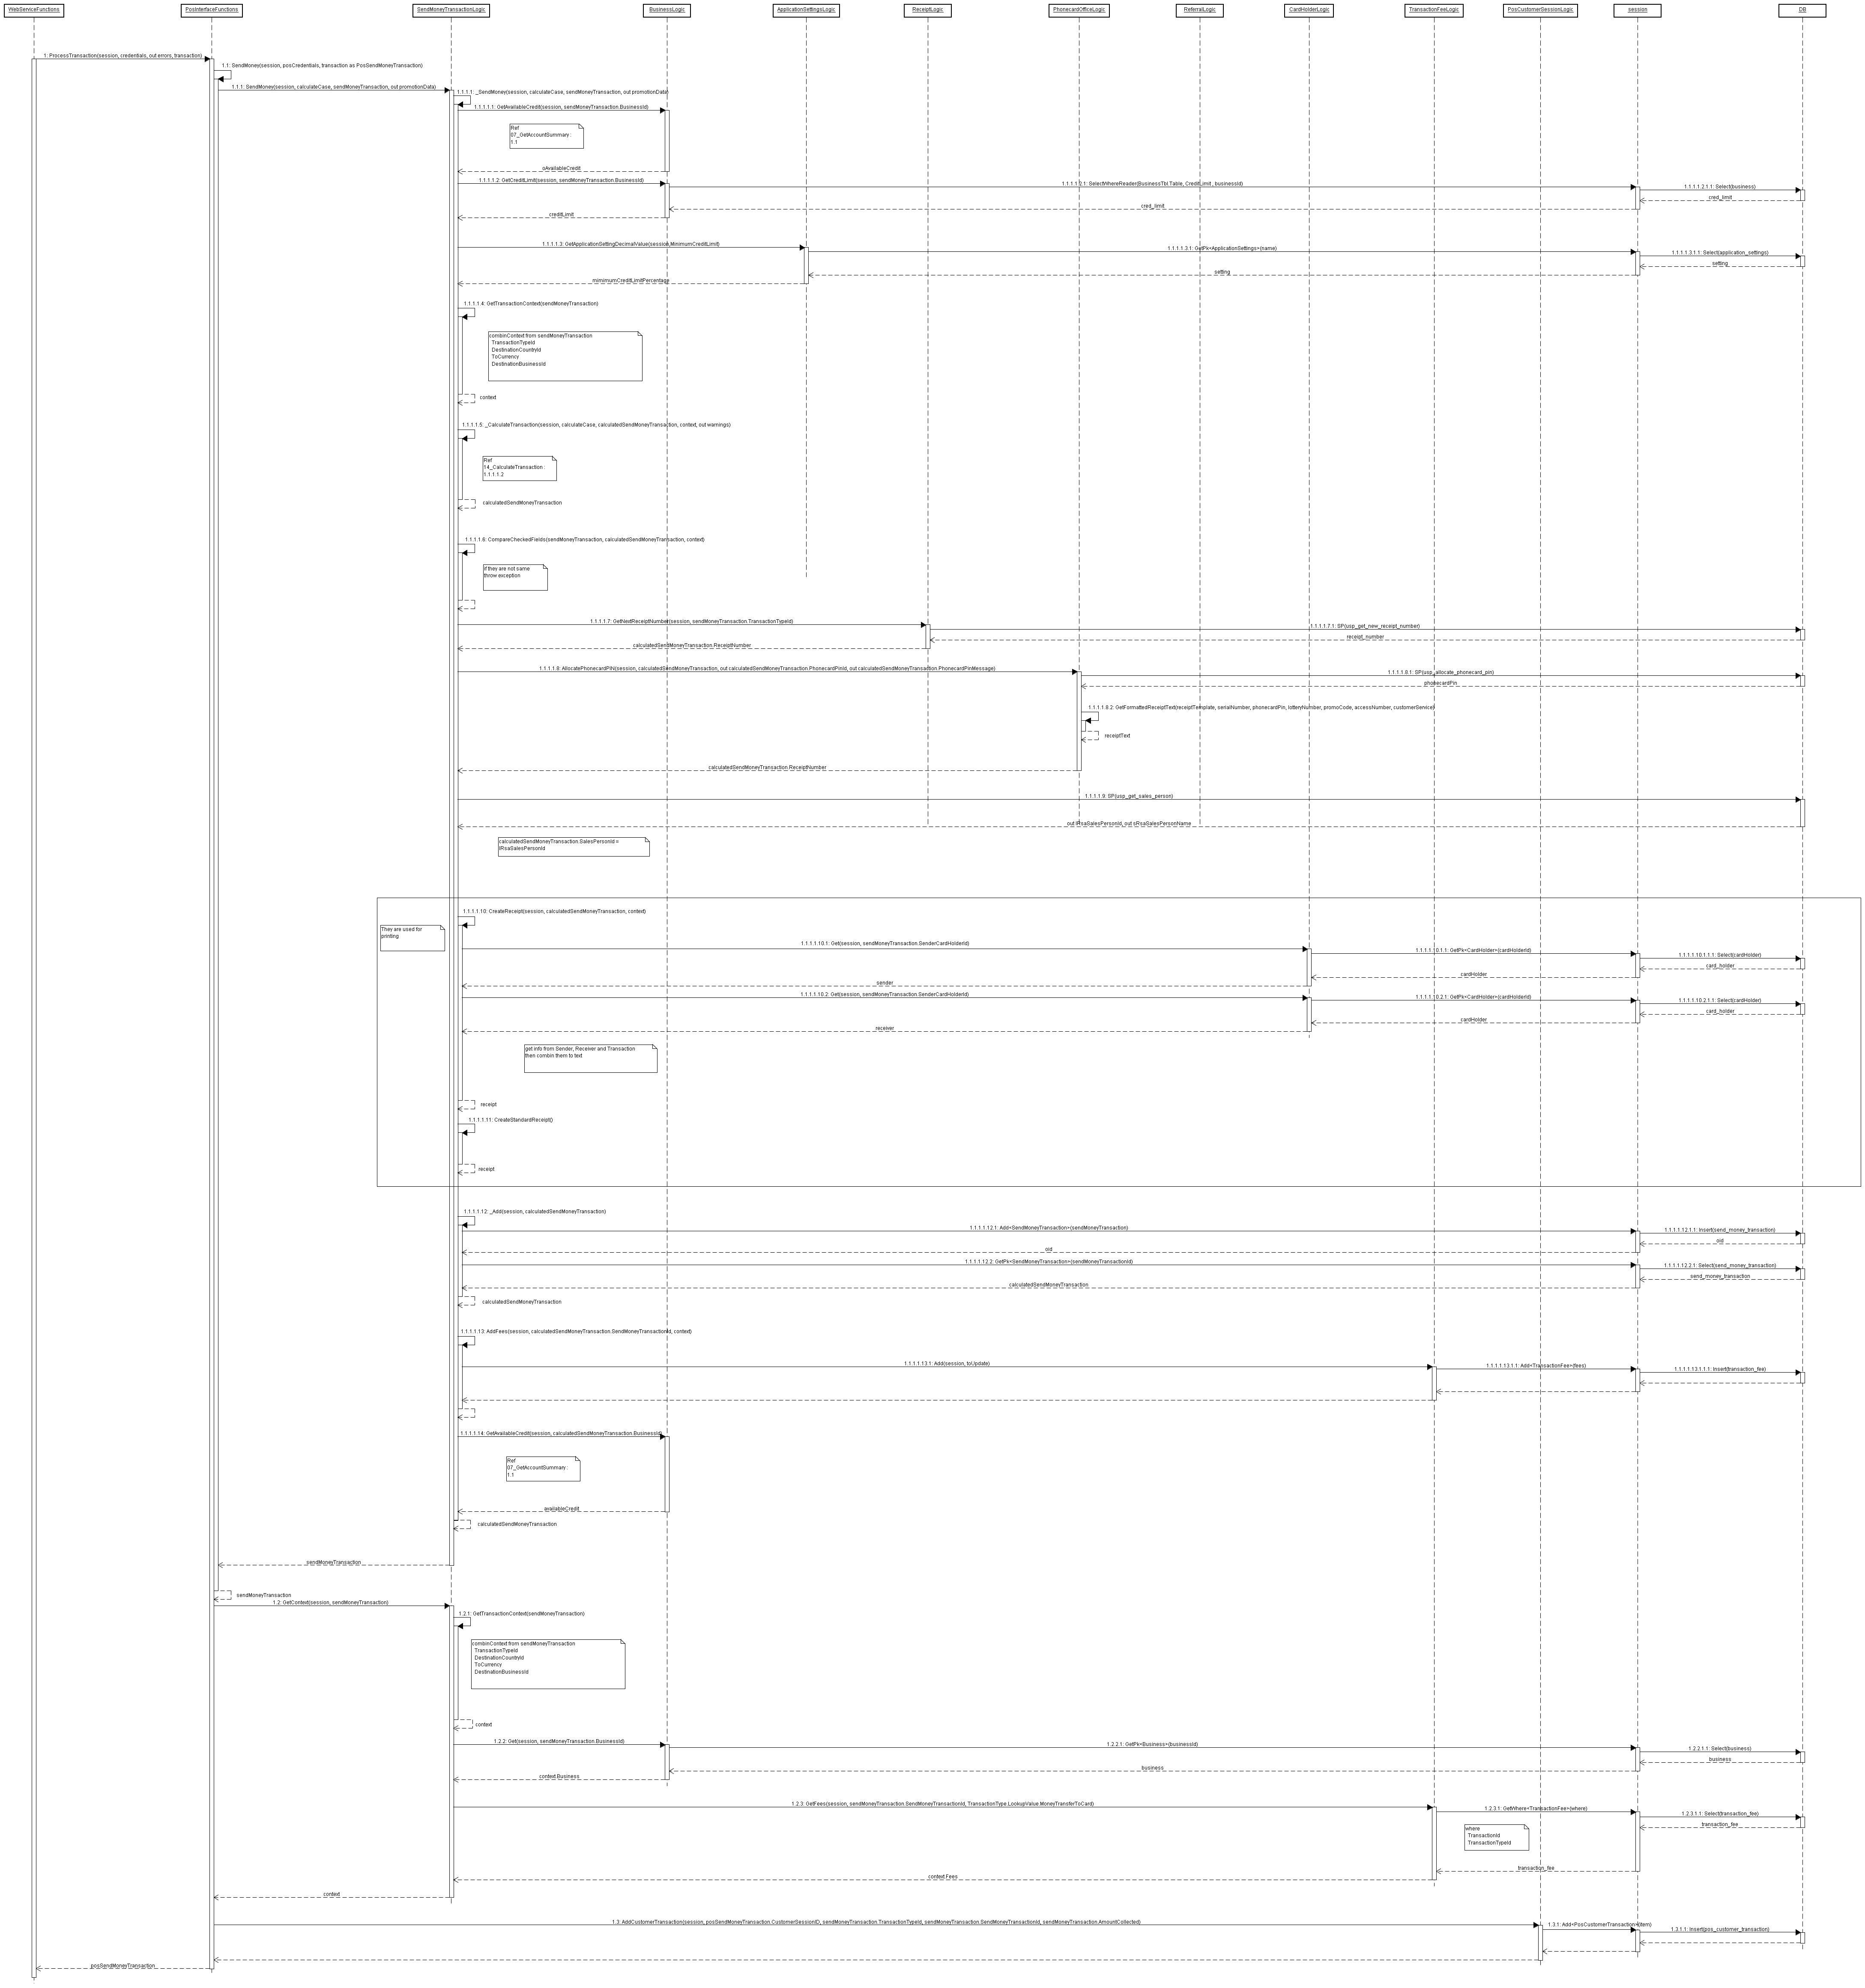 WebServiceFunctions
PosInterfaceFunctions
SendMoneyTransactionLogic
BusinessLogic
ApplicationSettingsLogic
ReceiptLogic
PhonecardOfficeLogic
ReferralLogic
CardHolderLogic
TransactionFeeLogic
PosCustomerSessionLogic
session
DB
1: ProcessTransaction(session, credentials, out errors, transaction)
1.1: SendMoney(session, posCredentials, transaction as PosSendMoneyTransaction)
1.1.1: SendMoney(session, calculateCase, sendMoneyTransaction, out promotionData)
1.1.1.1: _SendMoney(session, calculateCase, sendMoneyTransaction, out promotionData)
1.1.1.1.1: GetAvailableCredit(session, sendMoneyTransaction.BusinessId)
Ref
07_GetAccountSummary :
1.1
oAvailableCredit
1.1.1.1.2: GetCreditLimit(session, sendMoneyTransaction.BusinessId)
1.1.1.1.2.1: SelectWhereReader(BusinessTbl.Table, CreditLimit , businessId)
1.1.1.1.2.1.1: Select(business)
cred_limit
cred_limit
creditLimit
1.1.1.1.3: GetApplicationSettingDecimalValue(session,MinimumCreditLimit)
1.1.1.1.3.1: GetPk<ApplicationSettings>(name)
1.1.1.1.3.1.1: Select(application_settings)
setting
setting
mimimumCreditLimitPercentage
1.1.1.1.4: GetTransactionContext(sendMoneyTransaction)
combinContext from sendMoneyTransaction
TransactionTypeId
DestinationCountryId
ToCurrency
DestinationBusinessId
context
1.1.1.1.5: _CalculateTransaction(session, calculateCase, calculatedSendMoneyTransaction, context, out warnings)
Ref
14_CalculateTransaction :
1.1.1.1.2
calculatedSendMoneyTransaction
1.1.1.1.6: CompareCheckedFields(sendMoneyTransaction, calculatedSendMoneyTransaction, context)
if they are not same
throw exception
1.1.1.1.7: GetNextReceiptNumber(session, sendMoneyTransaction.TransactionTypeId)
1.1.1.1.7.1: SP(usp_get_new_receipt_number)
receipt_number
calculatedSendMoneyTransaction.ReceiptNumber
1.1.1.1.8: AllocatePhonecardPIN(session, calculatedSendMoneyTransaction, out calculatedSendMoneyTransaction.PhonecardPinId, out calculatedSendMoneyTransaction.PhonecardPinMessage)
1.1.1.1.8.1: SP(usp_allocate_phonecard_pin)
phonecardPin
1.1.1.1.8.2: GetFormattedReceiptText(receiptTemplate, serialNumber, phonecardPin, lotteryNumber, promoCode, accessNumber, customerService)
receiptText
calculatedSendMoneyTransaction.ReceiptNumber
1.1.1.1.9: SP(usp_get_sales_person)
out lRsaSalesPersonId, out sRsaSalesPersonName
calculatedSendMoneyTransaction.SalesPersonId =
lRsaSalesPersonId
1.1.1.1.10: CreateReceipt(session, calculatedSendMoneyTransaction, context)
They are used for
printing
1.1.1.1.10.1: Get(session, sendMoneyTransaction.SenderCardHolderId)
1.1.1.1.10.1.1: GetPk<CardHolder>(cardHolderId)
1.1.1.1.10.1.1.1: Select(cardHolder)
card_holder
cardHolder
sender
1.1.1.1.10.2: Get(session, sendMoneyTransaction.SenderCardHolderId)
1.1.1.1.10.2.1: GetPk<CardHolder>(cardHolderId)
1.1.1.1.10.2.1.1: Select(cardHolder)
card_holder
cardHolder
receiver
get info from Sender, Receiver and Transaction
then combin them to text
receipt
1.1.1.1.11: CreateStandardReceipt()
receipt
1.1.1.1.12: _Add(session, calculatedSendMoneyTransaction)
1.1.1.1.12.1: Add<SendMoneyTransaction>(sendMoneyTransaction)
1.1.1.1.12.1.1: Insert(send_money_transaction)
oid
oid
1.1.1.1.12.2: GetPk<SendMoneyTransaction>(sendMoneyTransactionId)
1.1.1.1.12.2.1: Select(send_money_transaction)
send_money_transaction
calculatedSendMoneyTransaction
calculatedSendMoneyTransaction
1.1.1.1.13: AddFees(session, calculatedSendMoneyTransaction.SendMoneyTransactionId, context)
1.1.1.1.13.1: Add(session, toUpdate)
1.1.1.1.13.1.1: Add<TransactionFee>(fees)
1.1.1.1.13.1.1.1: Insert(transaction_fee)
1.1.1.1.14: GetAvailableCredit(session, calculatedSendMoneyTransaction.BusinessId)
Ref
07_GetAccountSummary :
1.1
availableCredit
calculatedSendMoneyTransaction
sendMoneyTransaction
sendMoneyTransaction
1.2: GetContext(session, sendMoneyTransaction)
1.2.1: GetTransactionContext(sendMoneyTransaction)
combinContext from sendMoneyTransaction
TransactionTypeId
DestinationCountryId
ToCurrency
DestinationBusinessId
context
1.2.2: Get(session, sendMoneyTransaction.BusinessId)
1.2.2.1: GetPk<Business>(businessId)
1.2.2.1.1: Select(business)
business
business
context.Business
1.2.3: GetFees(session, sendMoneyTransaction.SendMoneyTransactionId, TransactionType.LookupValue.MoneyTransferToCard)
1.2.3.1: GetWhere<TransactionFee>(where)
1.2.3.1.1: Select(transaction_fee)
transaction_fee
where
TransactionId
TransactionTypeId
transaction_fee
context.Fees
context
1.3: AddCustomerTransaction(session, posSendMoneyTransaction.CustomerSessionID, sendMoneyTransaction.TransactionTypeId, sendMoneyTransaction.SendMoneyTransactionId, sendMoneyTransaction.AmountCollected)
1.3.1: Add<PosCustomerTransaction>(item)
1.3.1.1: Insert(pos_customer_transaction)
posSendMoneyTransaction